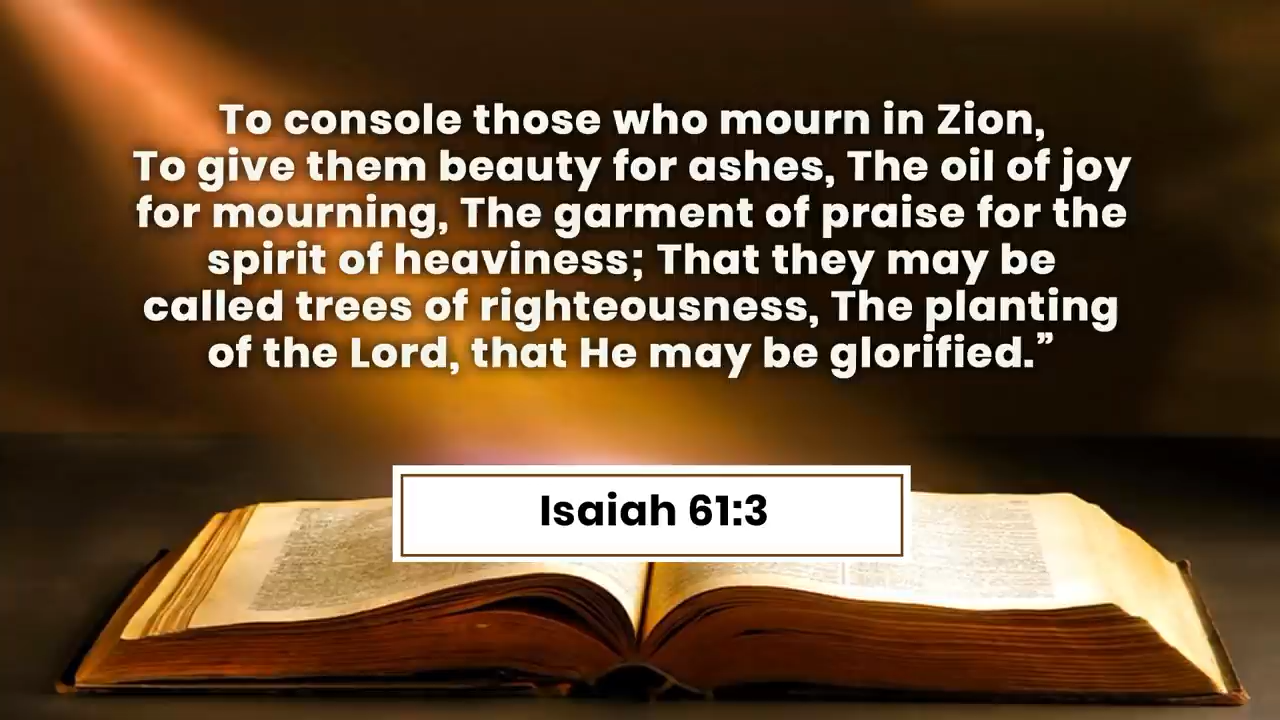 To console those who mourn in Zion,
To give them beauty for ashes, The oil of joy
for mourning, The garment of praise for the
spirit of heaviness; That they may be
called trees of righteousness, The planting
of the Lord, that He may be glorified.”
Isaiah 61:3